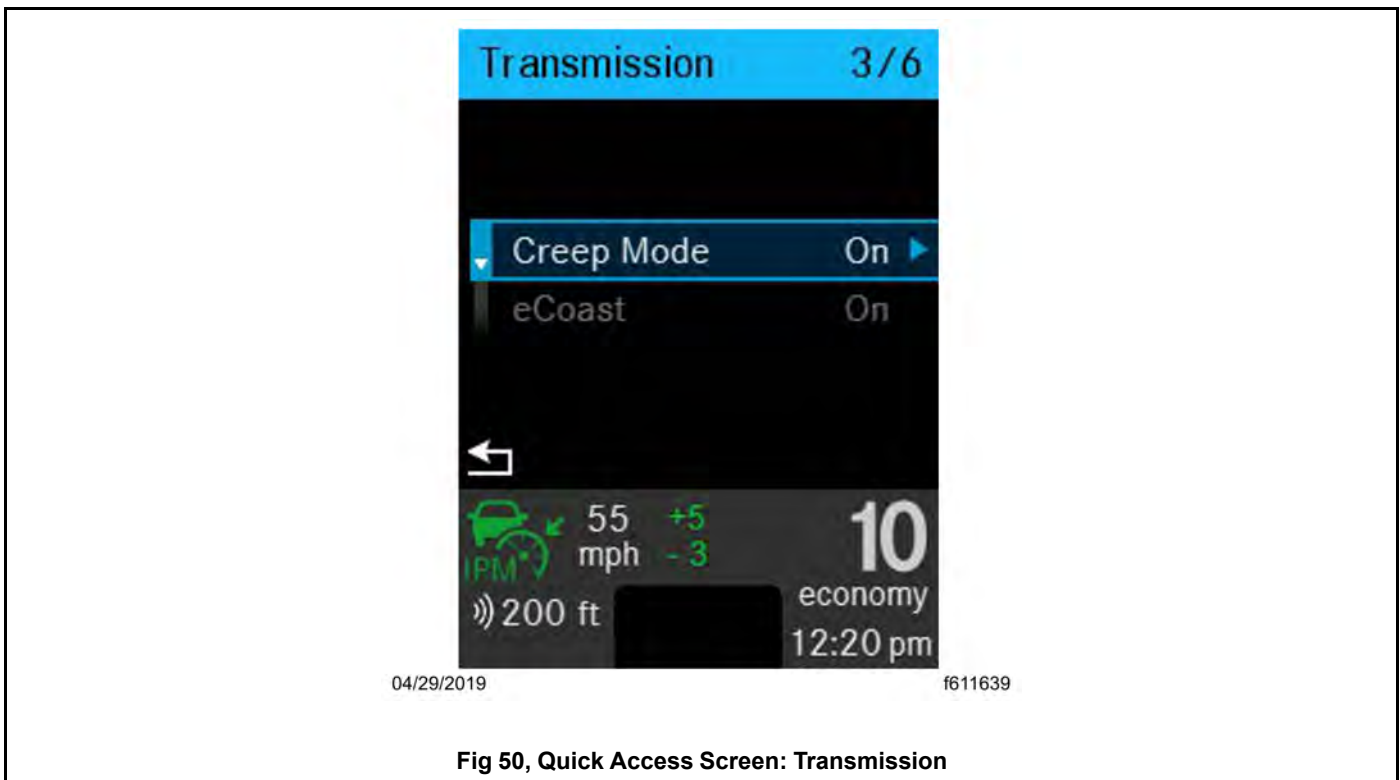 Transmission 3/6
Creep Mode On
eCoast On
55 +5
mph - 3
IPM
10
economy
200 ft
12:20 pm
04/29/2019 f611639
Fig 50, Quick Access Screen: Transmission